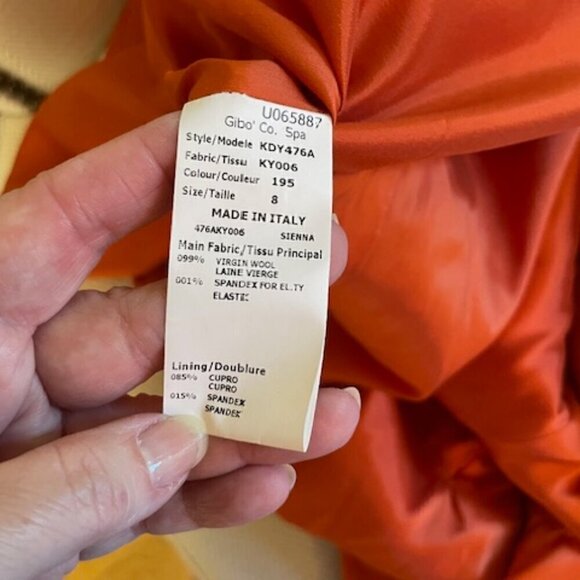 U065887
Gibo' Co. Spa
Style/Modele KDY476A
Fabric/Tissu KY006
Colour/Couleur 195
Size/Taille 8
MADE IN ITALY
476AKY006 SIENNA
Main Fabric/Tissu Principal
099% VIRGIN WOOL
LAINE VIERGE
001% SPANDEX FOR EL.TY
ELASTIC
Lining/Doublure
085% CUPRO
CUPRO
015% SPANDEX
SPANDEX